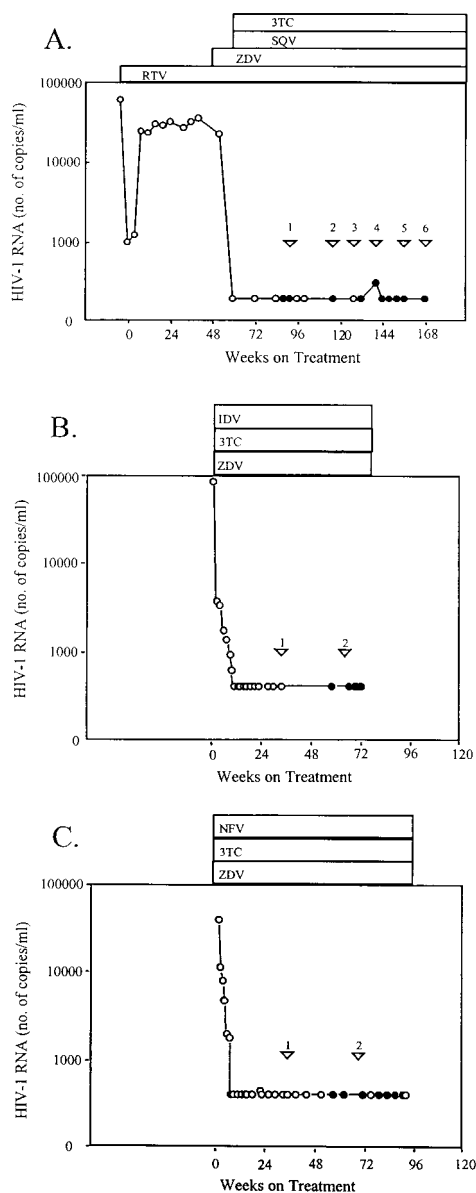 A.
3TC
SQV
ZDV
RTV
HIV-1 RNA (no. of copies/ml)
10000
1000
0
1 2 3 4 5 6
0 24 48 72 96 120 144 168
Weeks on Treatment
B.
IDV
3TC
ZDV
HIV-1 RNA (no. of copies/ml)
100000
10000
1000
0
1 2
0 24 48 72 96 120
Weeks on Treatment
C.
NFV
3TC
ZDV
HIV-1 RNA (no. of copies/ml)
100000
10000
1000
0
1 2
0 24 48 72 96 120
Weeks on Treatment